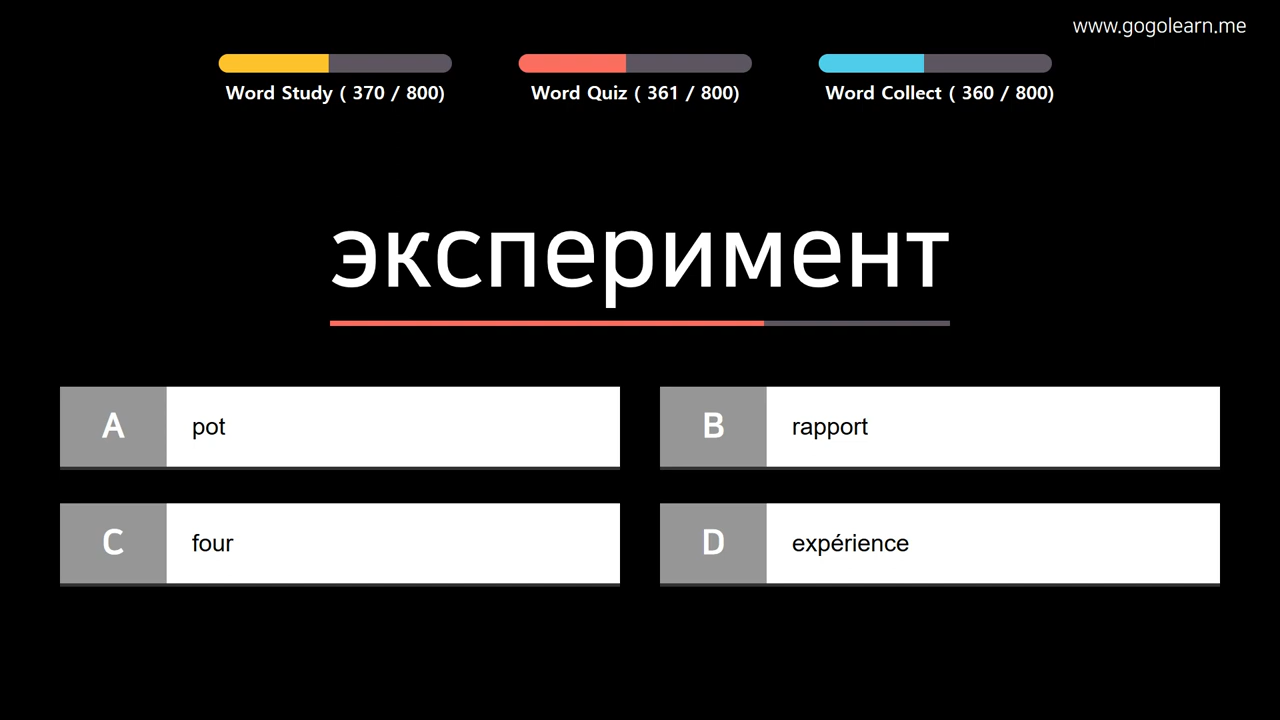 www.gogolearn.me
Word Study ( 370 / 800)
Word Quiz ( 361 / 800)
Word Collect ( 360 / 800)
эксперимент
A
pot
B
rapport
C
four
D
expérience